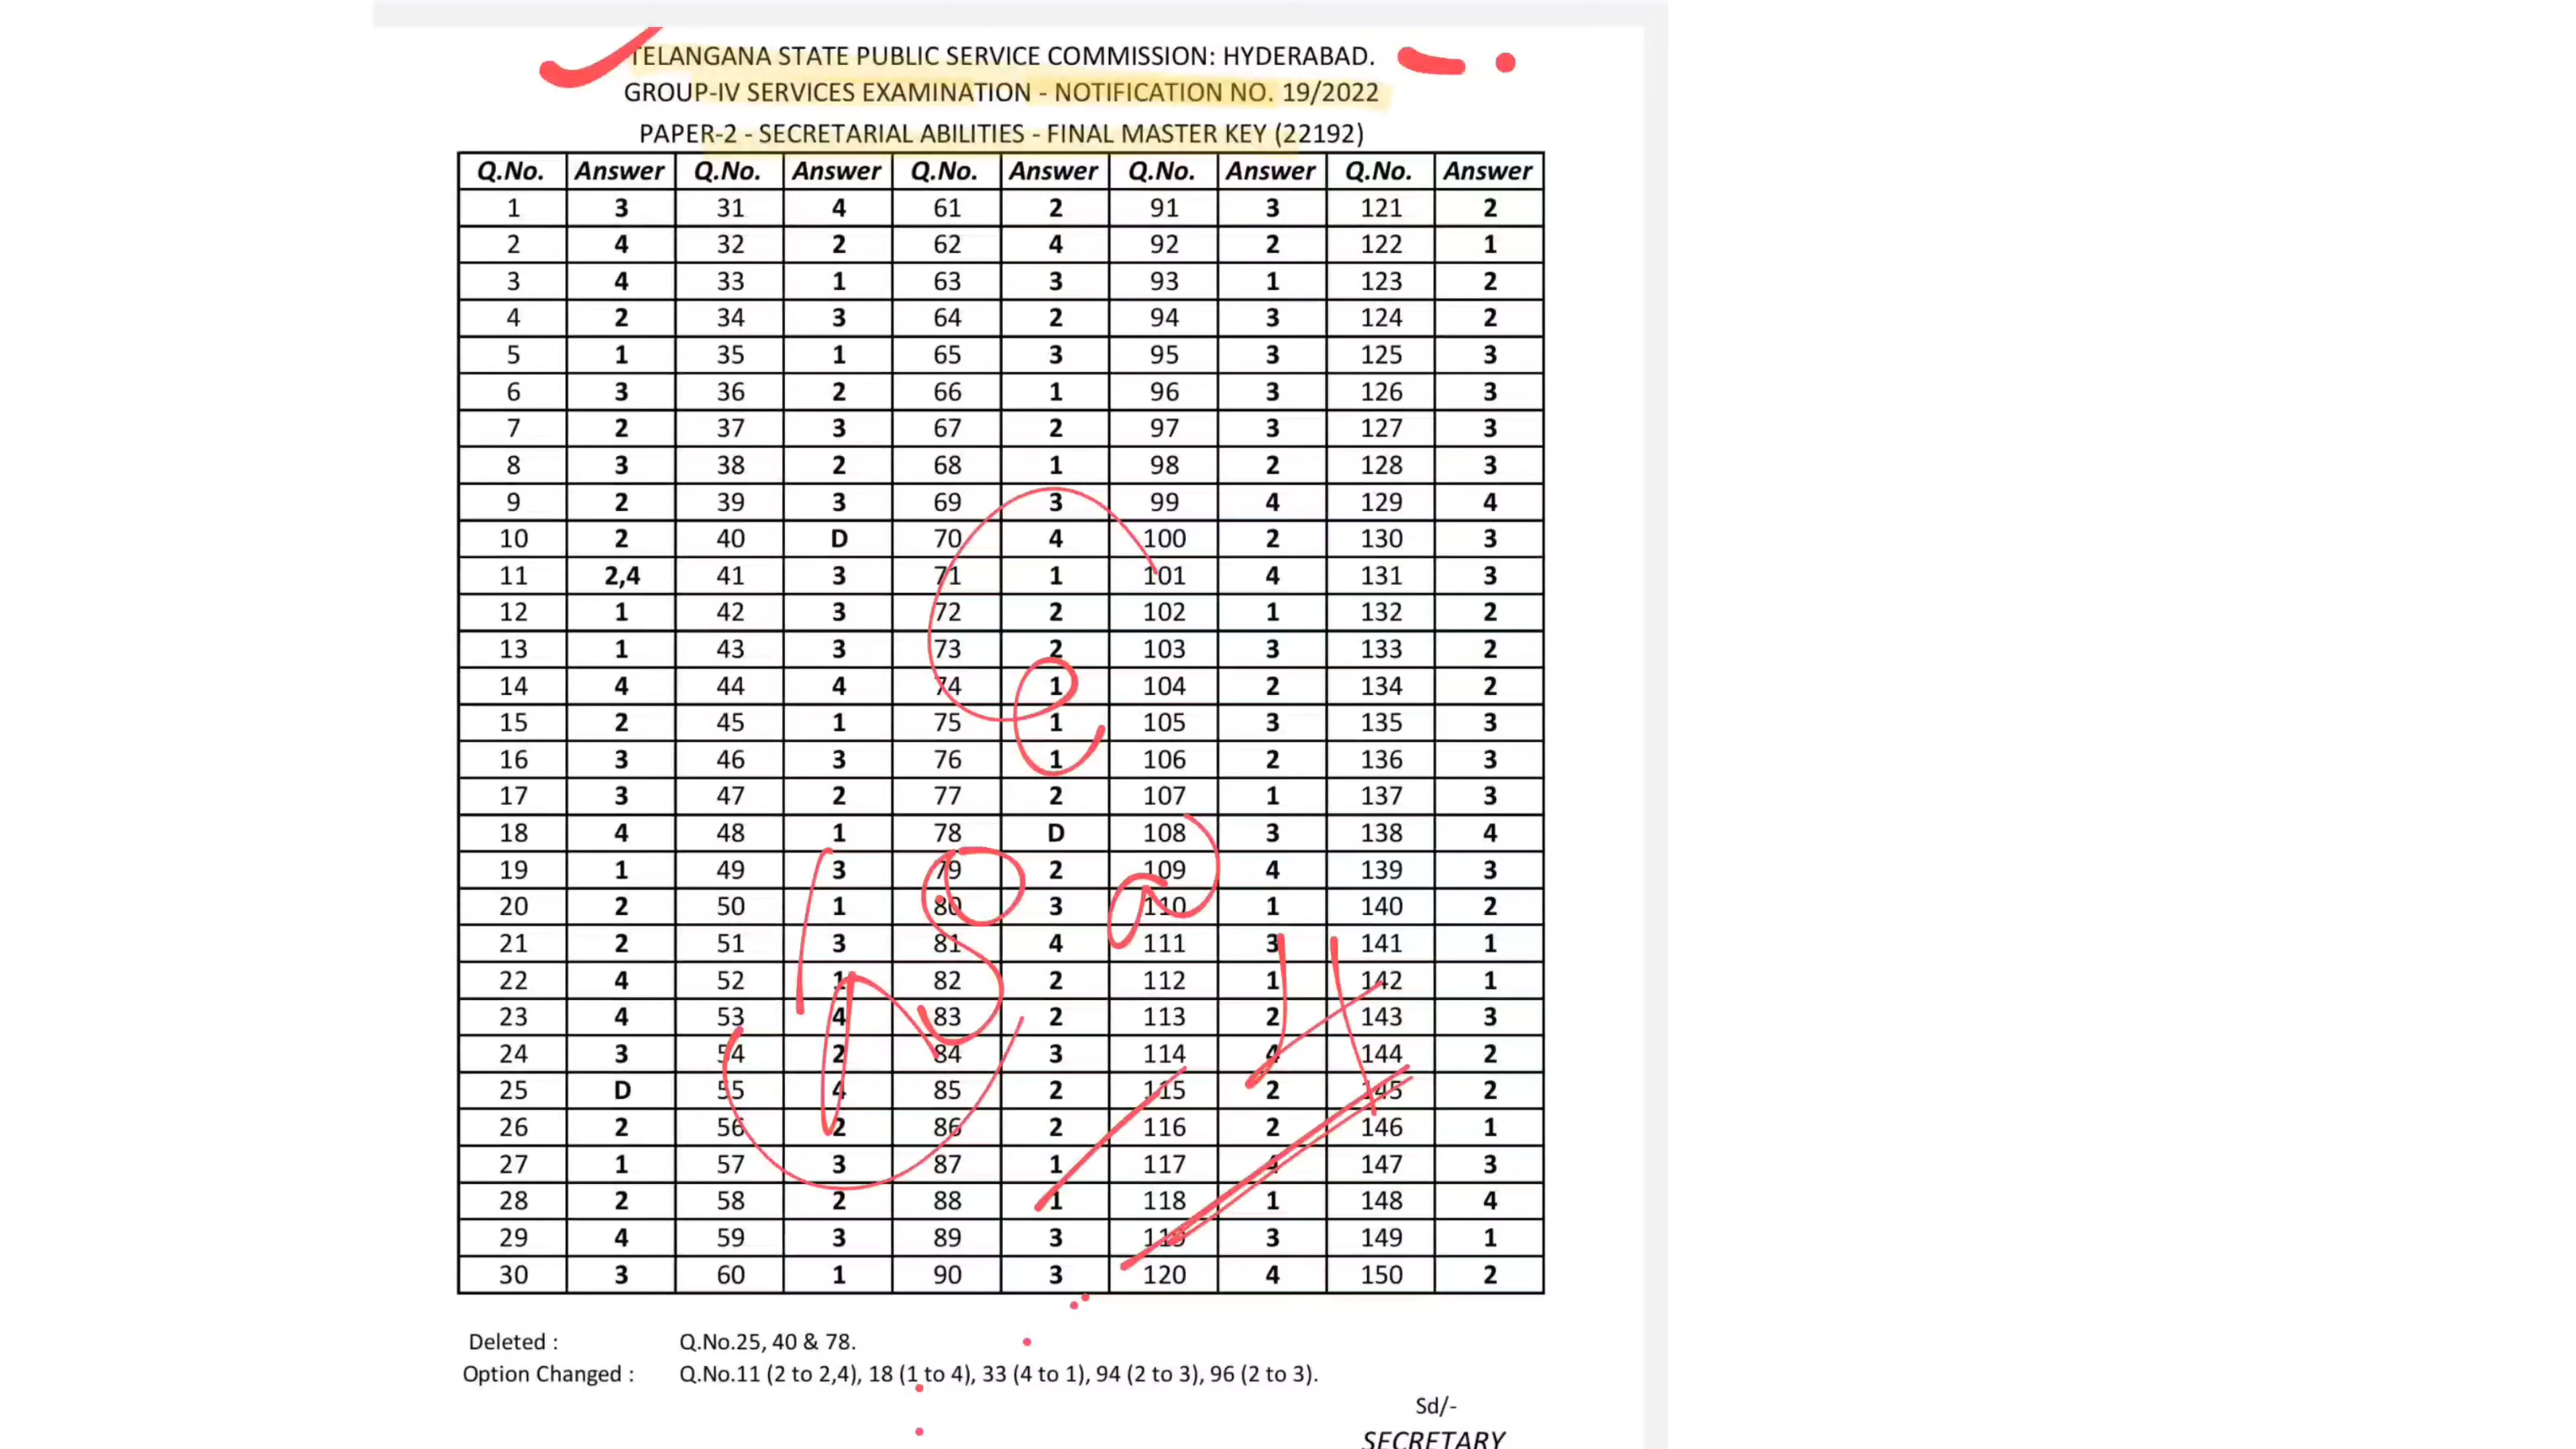 TELANGANA STATE PUBLIC SERVICE COMMISSION: HYDERABAD.
GROUP-IV SERVICES EXAMINATION - NOTIFICATION NO. 19/2022
PAPER-2 - SECRETARIAL ABILITIES - FINAL MASTER KEY (22192)
Q.No. Answer Q.No. Answer Q.No. Answer Q.No. Answer Q.No. Answer
1 3 31 4 61 2 91 3 121 2
2 4 32 2 62 4 92 2 122 1
3 4 33 1 63 3 93 1 123 2
4 2 34 3 64 2 94 3 124 2
5 1 35 1 65 3 95 3 125 3
6 3 36 2 66 1 96 3 126 3
7 2 37 3 67 2 97 3 127 3
8 3 38 2 68 1 98 2 128 3
9 2 39 3 69 3 99 4 129 4
10 2 40 D 70 4 100 2 130 3
11 2,4 41 3 71 1 101 4 131 3
12 1 42 3 72 2 102 1 132 2
13 1 43 3 73 2 103 3 133 2
14 4 44 4 74 1 104 2 134 2
15 2 45 1 75 1 105 3 135 3
16 3 46 3 76 1 106 2 136 3
17 3 47 2 77 2 107 1 137 3
18 4 48 1 78 D 108 3 138 4
19 1 49 3 79 2 109 4 139 3
20 2 50 1 80 3 110 1 140 2
21 2 51 3 81 4 111 3 141 1
22 4 52 1 82 2 112 1 142 1
23 4 53 4 83 2 113 2 143 3
24 3 54 2 84 3 114 4 144 2
25 D 55 4 85 2 115 2 145 2
26 2 56 2 86 2 116 2 146 1
27 1 57 3 87 1 117 147 3
28 2 58 2 88 1 118 1 148 4
29 4 59 3 89 3 119 3 149 1
30 3 60 1 90 3 120 4 150 2
Deleted : Q.No.25, 40 & 78.
Option Changed : Q.No.11 (2 to 2,4), 18 (1 to 4), 33 (4 to 1), 94 (2 to 3), 96 (2 to 3).
Sd/-
SECRETARY